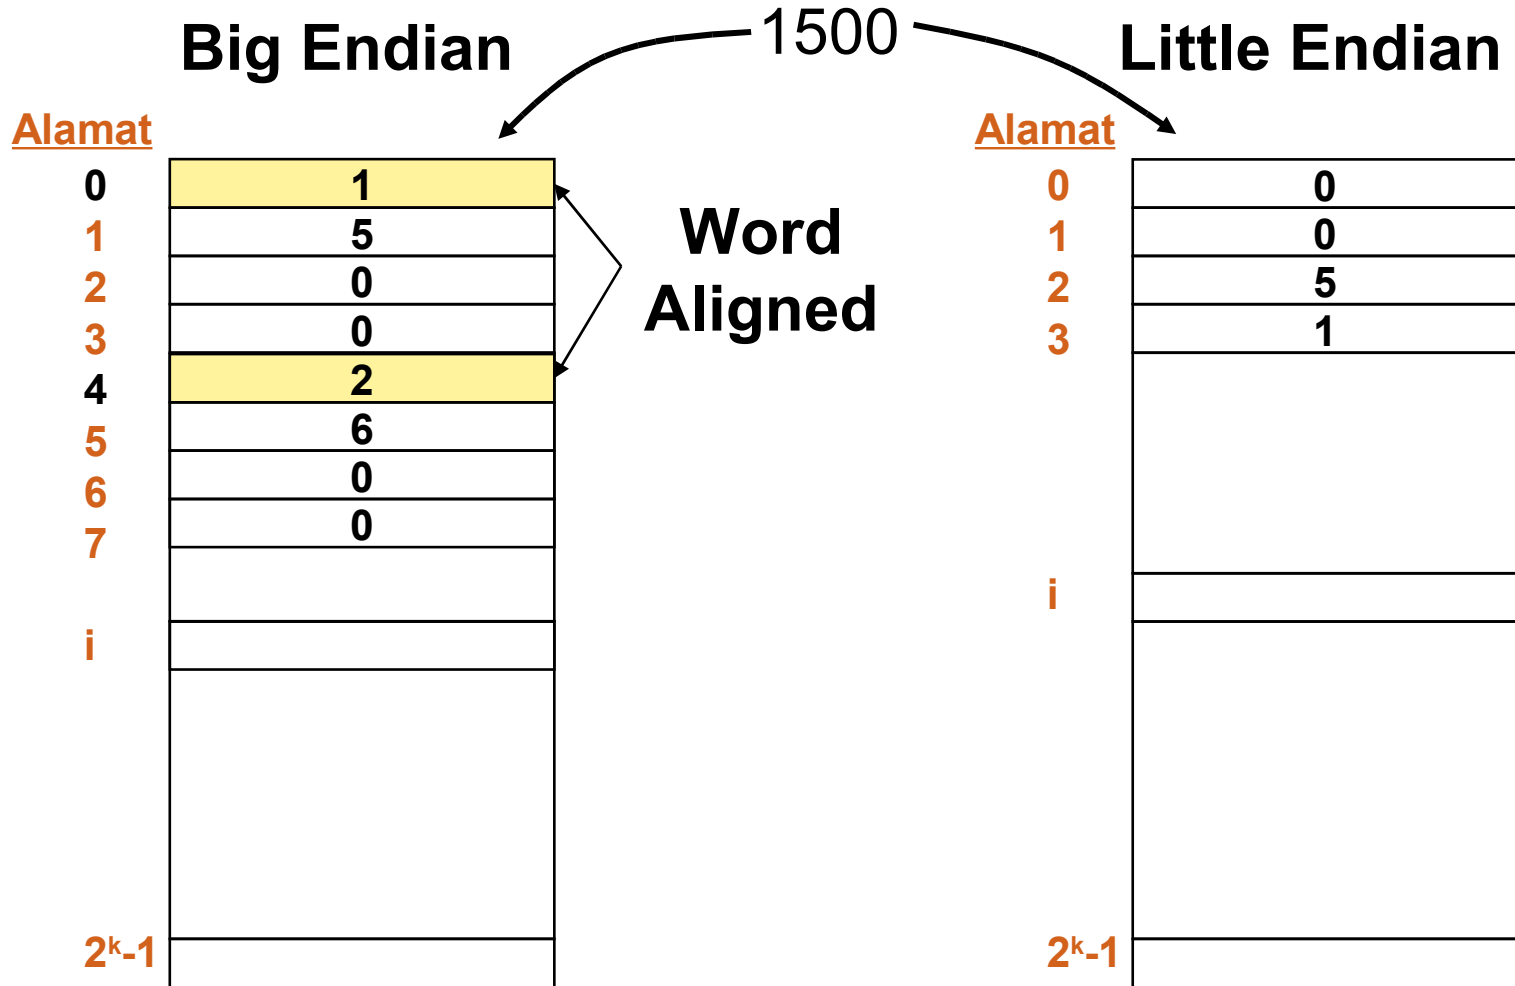 Big Endian
1500
Little Endian
Alamat
0 1
1 5
2 0
3 0
4 2
5 6
6 0
7 0
i
2ᵏ-1
Word
Aligned
Alamat
0 0
1 0
2 5
3 1
i
2ᵏ-1